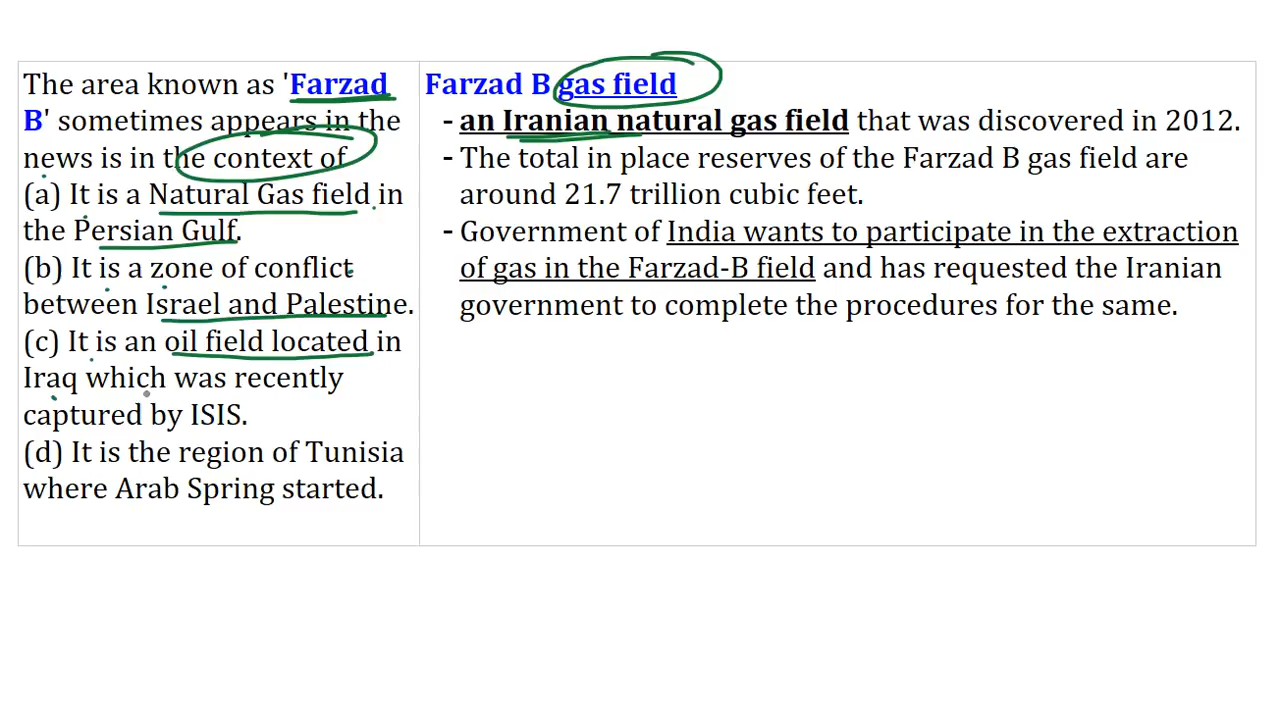 The area known as 'Farzad
B' sometimes appears in the
news is in the context of
(a) It is a Natural Gas field in
the Persian Gulf.
(b) It is a zone of conflict
between Israel and Palestine.
(c) It is an oil field located in
Iraq which was recently
captured by ISIS.
(d) It is the region of Tunisia
where Arab Spring started.
Farzad B gas field
- an Iranian natural gas field that was discovered in 2012.
- The total in place reserves of the Farzad B gas field are
around 21.7 trillion cubic feet.
- Government of India wants to participate in the extraction
of gas in the Farzad-B field and has requested the Iranian
government to complete the procedures for the same.